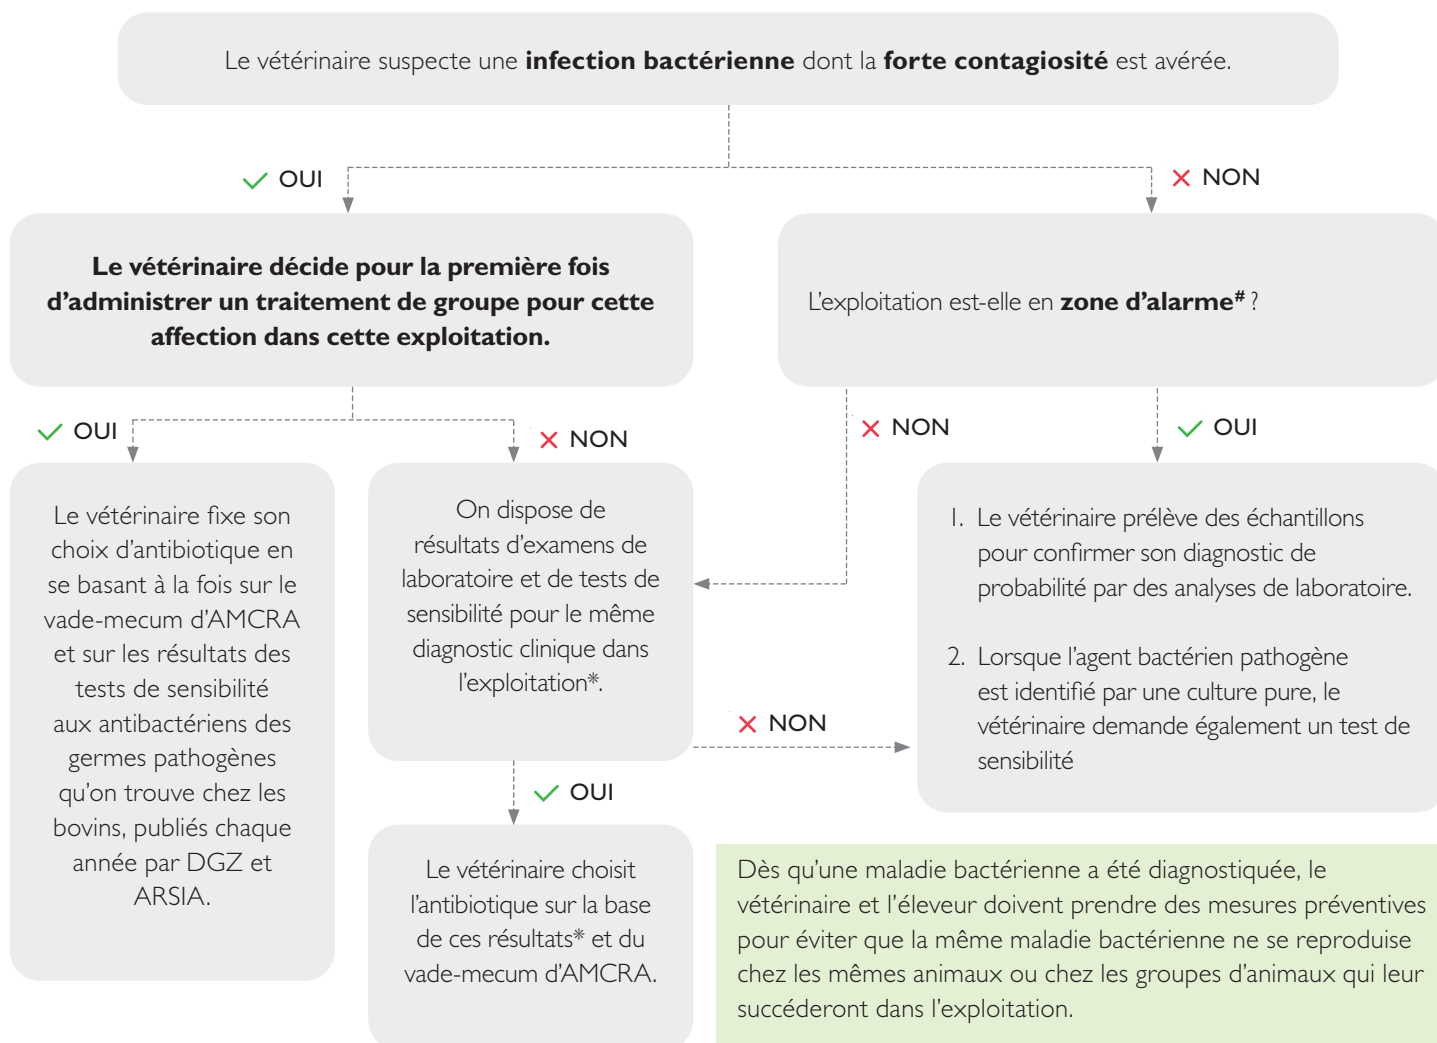 Le vétérinaire suspecte une infection bactérienne dont la forte contagiosité est avérée.
OUI
NON
Le vétérinaire décide pour la première fois
d’administrer un traitement de groupe pour cette
affection dans cette exploitation.
L’exploitation est-elle en zone d’alarme# ?
OUI
NON
NON
OUI
Le vétérinaire fixe son
choix d’antibiotique en
se basant à la fois sur le
vade-mecum d’AMCRA
et sur les résultats des
tests de sensibilité
aux antibactériens des
germes pathogènes
qu’on trouve chez les
bovins, publiés chaque
année par DGZ et
ARSIA.
On dispose de
résultats d’examens de
laboratoire et de tests de
sensibilité pour le même
diagnostic clinique dans
l’exploitation*.
1. Le vétérinaire prélève des échantillons
pour confirmer son diagnostic de
probabilité par des analyses de laboratoire.
2. Lorsque l’agent bactérien pathogène
est identifié par une culture pure, le
vétérinaire demande également un test de
sensibilité
NON
OUI
Le vétérinaire choisit
l’antibiotique sur la base
de ces résultats* et du
vade-mecum d’AMCRA.
Dès qu’une maladie bactérienne a été diagnostiquée, le
vétérinaire et l’éleveur doivent prendre des mesures préventives
pour éviter que la même maladie bactérienne ne se reproduise
chez les mêmes animaux ou chez les groupes d’animaux qui leur
succéderont dans l’exploitation.